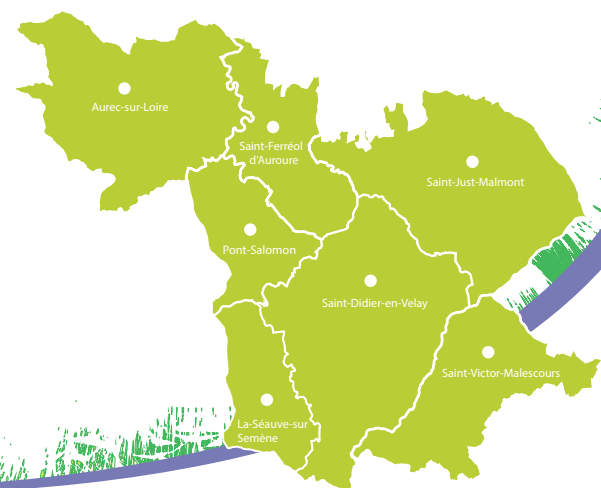 Aurec-sur-Loire
Saint-Ferréol
d'Auroure
Saint-Just-Malmont
Pont-Salomon
Saint-Didier-en-Velay
Saint-Victor-Malescours
La-Séauve-sur
Semène